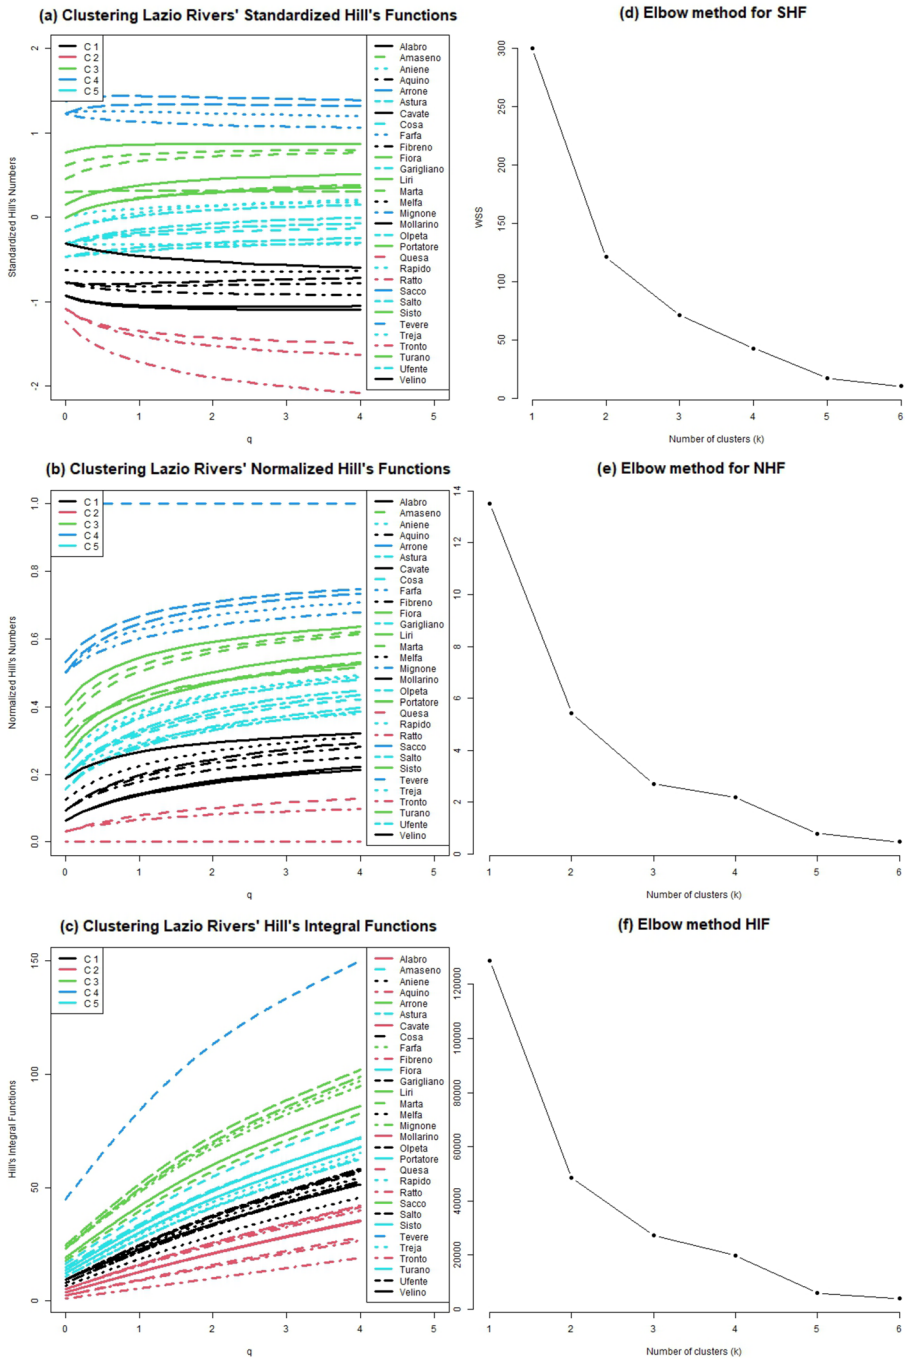 (a) Clustering Lazio Rivers' Standardized Hill's Functions
C 1
C 2
C 3
C 4
C 5
Alabro
Amaseno
Aniene
Aquino
Arrone
Astura
Cavate
Cosa
Farfa
Fibreno
Fiora
Garigliano
Liri
Marta
Melfa
Mignone
Mollarino
Olpeta
Portatore
Quesa
Rapido
Ratto
Sacco
Salto
Sisto
Tevere
Treja
Tronto
Turano
Ufente
Velino
Standardized Hill's Numbers
2
1
0
-1
-2
0 1 2 3 4 5
q
(d) Elbow method for SHF
WSS
300
250
200
150
100
50
0
1 2 3 4 5 6
Number of clusters (k)
(b) Clustering Lazio Rivers' Normalized Hill's Functions
C 1
C 2
C 3
C 4
C 5
Alabro
Amaseno
Aniene
Aquino
Arrone
Astura
Cavate
Cosa
Farfa
Fibreno
Fiora
Garigliano
Liri
Marta
Melfa
Mignone
Mollarino
Olpeta
Portatore
Quesa
Rapido
Ratto
Sacco
Salto
Sisto
Tevere
Treja
Tronto
Turano
Ufente
Velino
Normalized Hill's Numbers
1.0
0.8
0.6
0.4
0.2
0.0
0 1 2 3 4 5
q
(e) Elbow method for NHF
14
12
10
8
6
4
2
0
1 2 3 4 5 6
Number of clusters (k)
(c) Clustering Lazio Rivers' Hill's Integral Functions
C 1
C 2
C 3
C 4
C 5
Alabro
Amaseno
Aniene
Aquino
Arrone
Astura
Cavate
Cosa
Farfa
Fibreno
Fiora
Garigliano
Liri
Marta
Melfa
Mignone
Mollarino
Olpeta
Portatore
Quesa
Rapido
Ratto
Sacco
Salto
Sisto
Tevere
Treja
Tronto
Turano
Ufente
Velino
Hill's Integral Functions
150
100
50
0
0 1 2 3 4 5
q
(f) Elbow method HIF
120000
100000
80000
60000
40000
20000
0
1 2 3 4 5 6
Number of clusters (k)